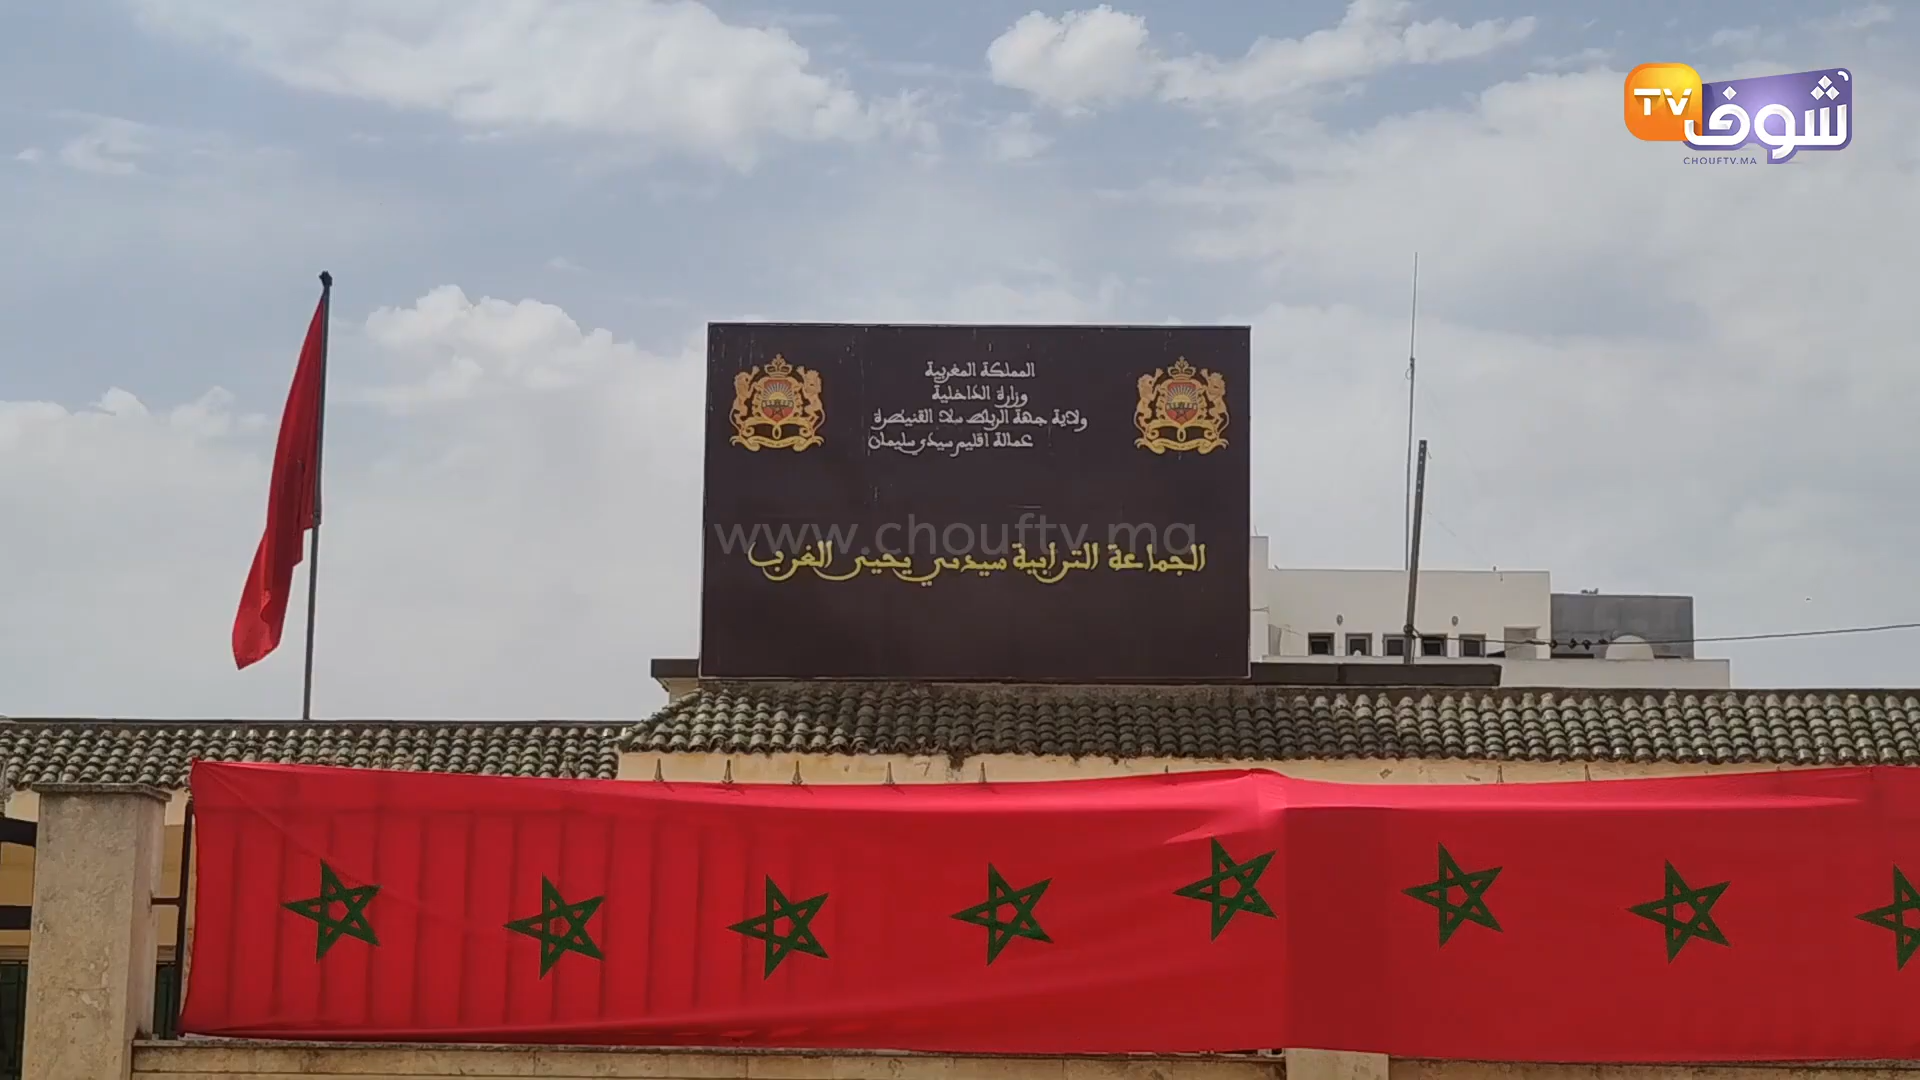 TV شوف
CHOUFTV.MA
المملكة المغربية
وزارة الداخلية
ولاية جهة الرباط سلا القنيطرة
عمالة اقليم سيدي سليمان
www.chouftv.ma
الجماعة الترابية سيدي يحيى الغرب